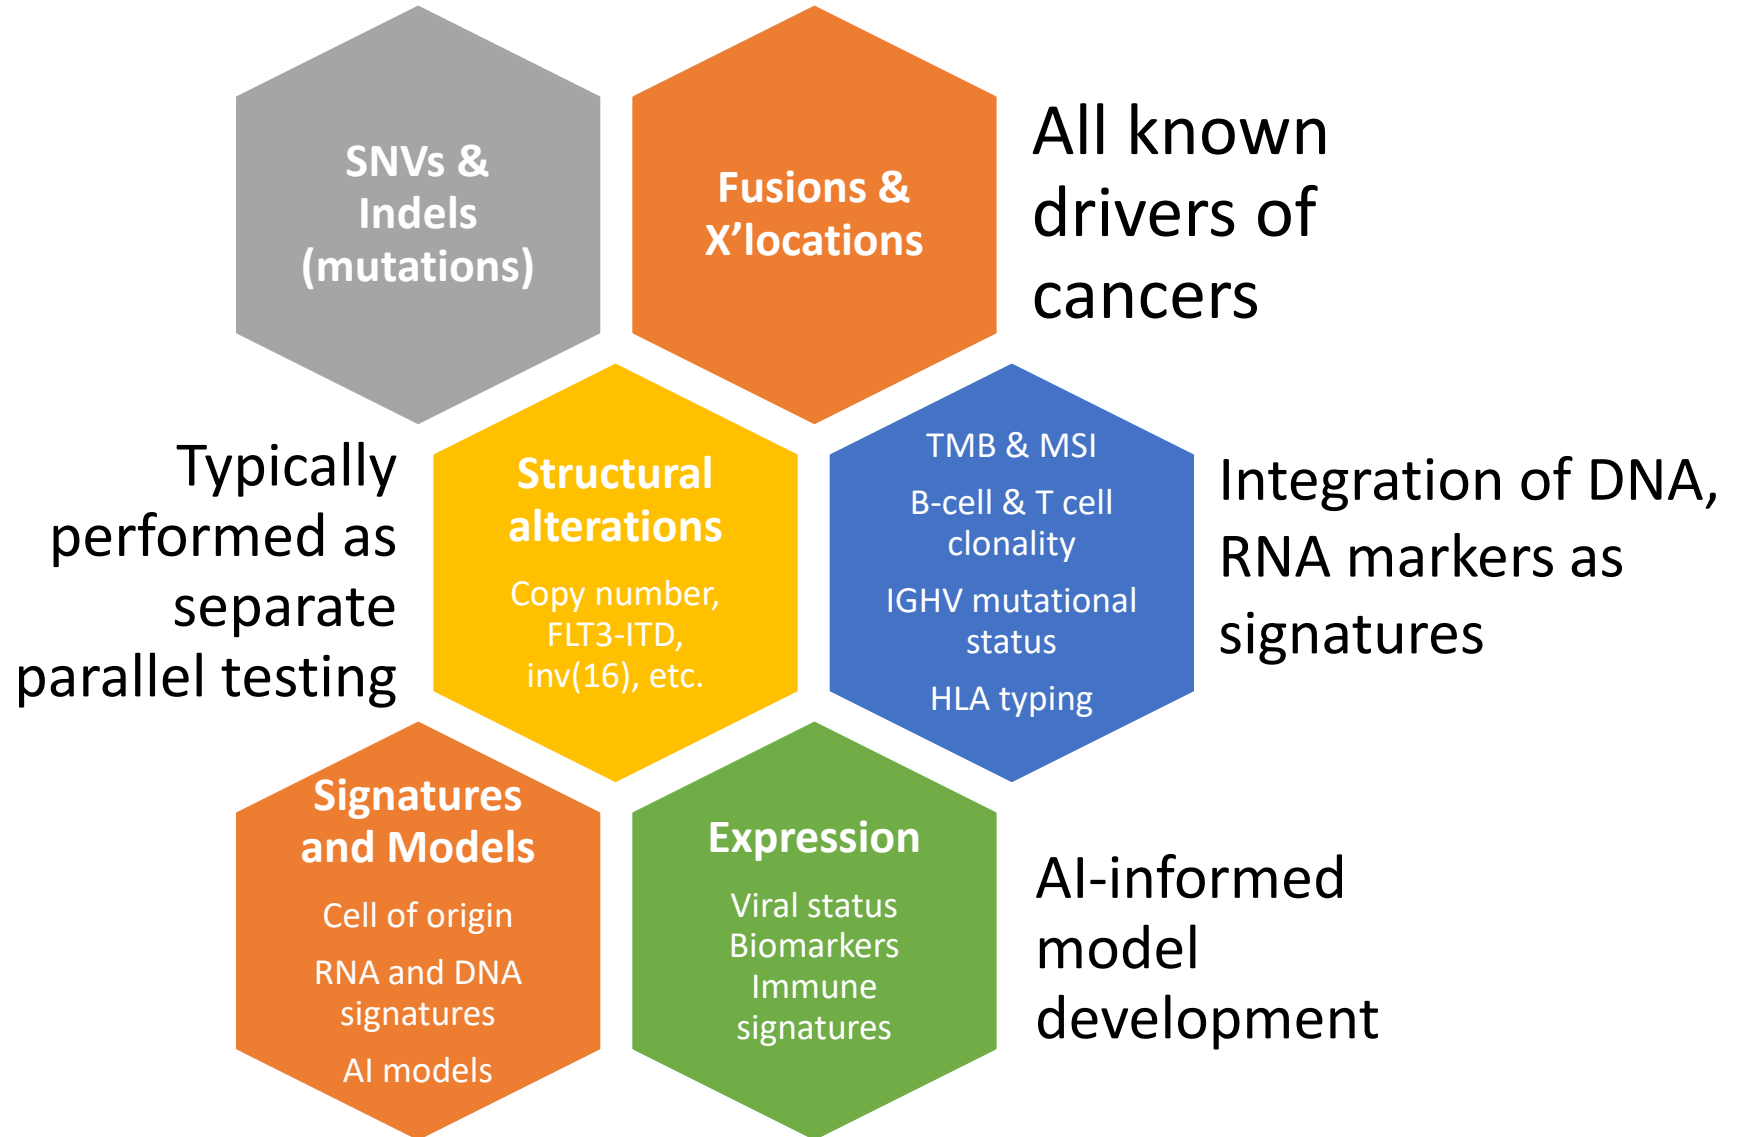 SNVs &
Indels
(mutations)
Fusions &
X’locations
All known
drivers of
cancers
Typically
performed as
separate
parallel testing
Structural
alterations
Copy number,
FLT3-ITD,
inv(16), etc.
TMB & MSI
B-cell & T cell
clonality
IGHV mutational
status
HLA typing
Integration of DNA,
RNA markers as
signatures
Signatures
and Models
Cell of origin
RNA and DNA
signatures
AI models
Expression
Viral status
Biomarkers
Immune
signatures
AI-informed
model
development